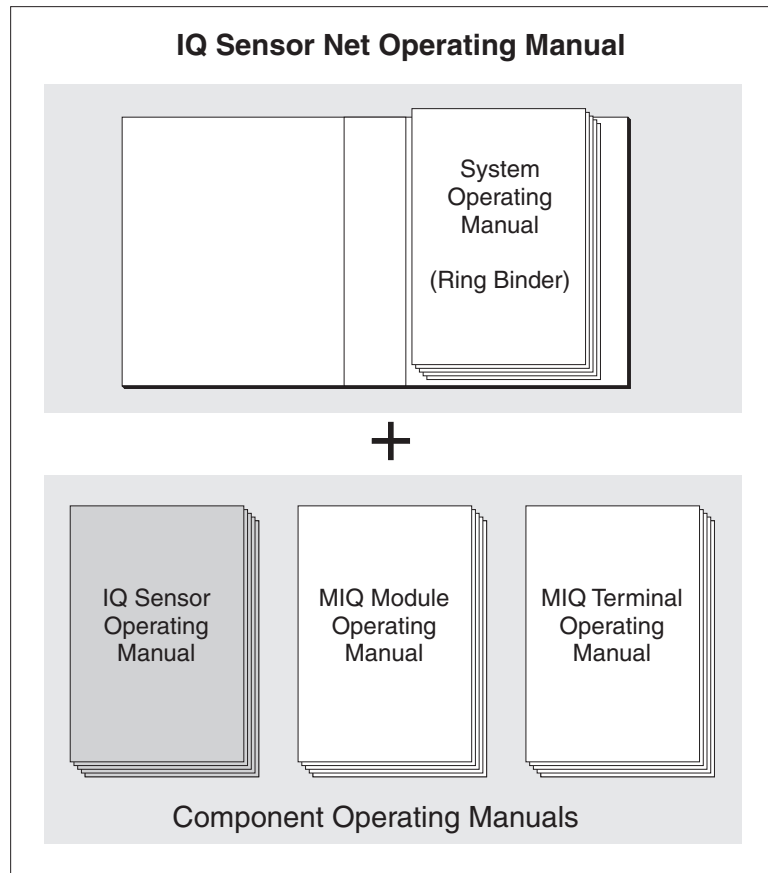 IQ Sensor Net Operating Manual
System
Operating
Manual
(Ring Binder)
+
IQ Sensor
Operating
Manual
MIQ Module
Operating
Manual
MIQ Terminal
Operating
Manual
Component Operating Manuals